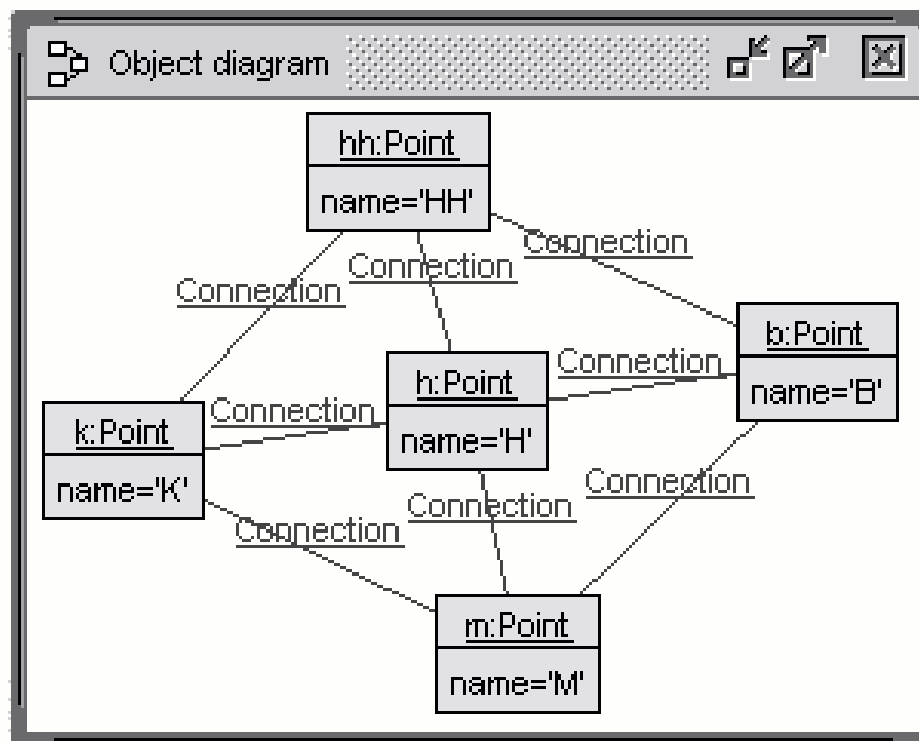 Object diagram
hh:Point
name='HH'
Connection
Connection
Connection
b:Point
name='B'
Connection
h:Point
name='H'
Connection
k:Point
name='K'
Connection
Connection
Connection
m:Point
name='M'